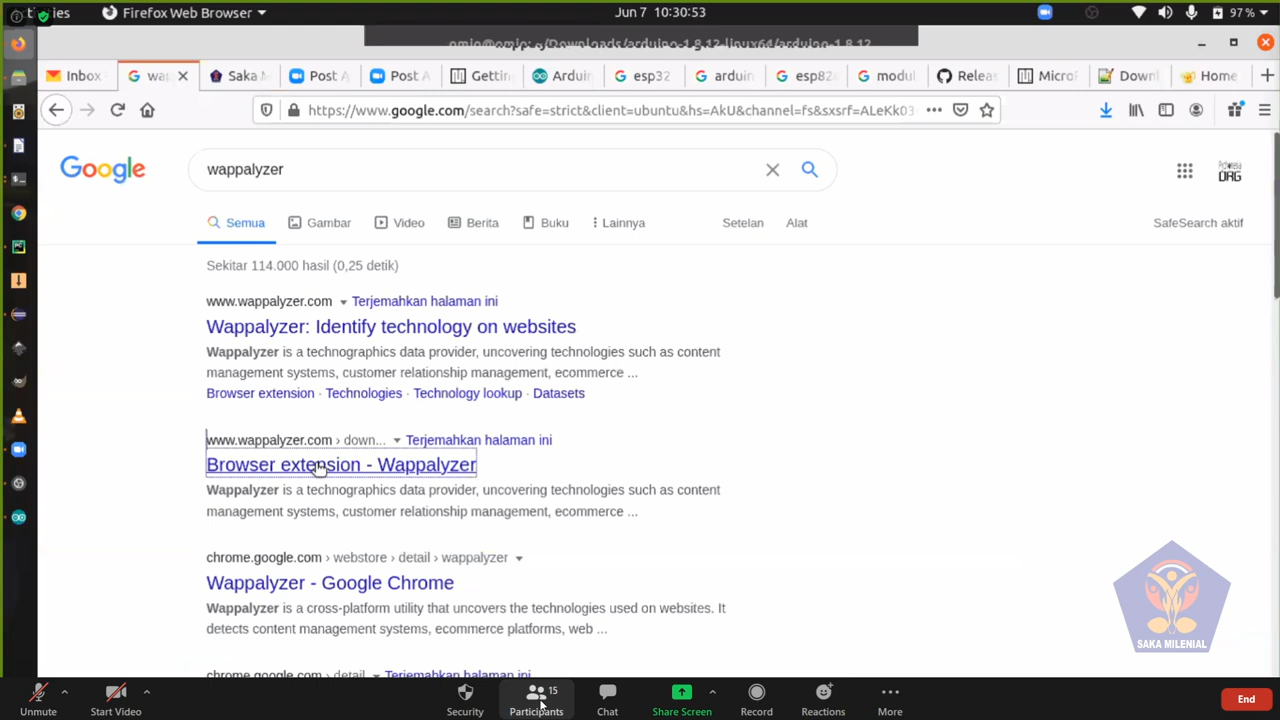 ies Firefox Web Browser Jun 7 10:30:53 97 %
omio@omio: ~/Downloads/arduino-1.8.12-linux64/arduino-1.8.12
Inbox wap Saka M Post A Post A Gettin Arduin esp32 arduin esp82 modul Releas Microf Downl Home
https://www.google.com/search?safe=strict&client=ubuntu&hs=AkU&channel=fs&sxsrf=ALeKk03
Google wappalyzer
Semua Gambar Video Berita Buku Lainnya Setelan Alat SafeSearch aktif
Sekitar 114.000 hasil (0,25 detik)
www.wappalyzer.com Terjemahkan halaman ini
Wappalyzer: Identify technology on websites
Wappalyzer is a technographics data provider, uncovering technologies such as content
management systems, customer relationship management, ecommerce ...
Browser extension · Technologies · Technology lookup · Datasets
www.wappalyzer.com › down... Terjemahkan halaman ini
Browser extension - Wappalyzer
Wappalyzer is a technographics data provider, uncovering technologies such as content
management systems, customer relationship management, ecommerce ...
chrome.google.com › webstore › detail › wappalyzer
Wappalyzer - Google Chrome
Wappalyzer is a cross-platform utility that uncovers the technologies used on websites. It
detects content management systems, ecommerce platforms, web ...
chrome.google.com › detail Terjemahkan halaman ini
SAKA MILENIAL
15
Unmute Start Video Security Participants Chat Share Screen Record Reactions More End